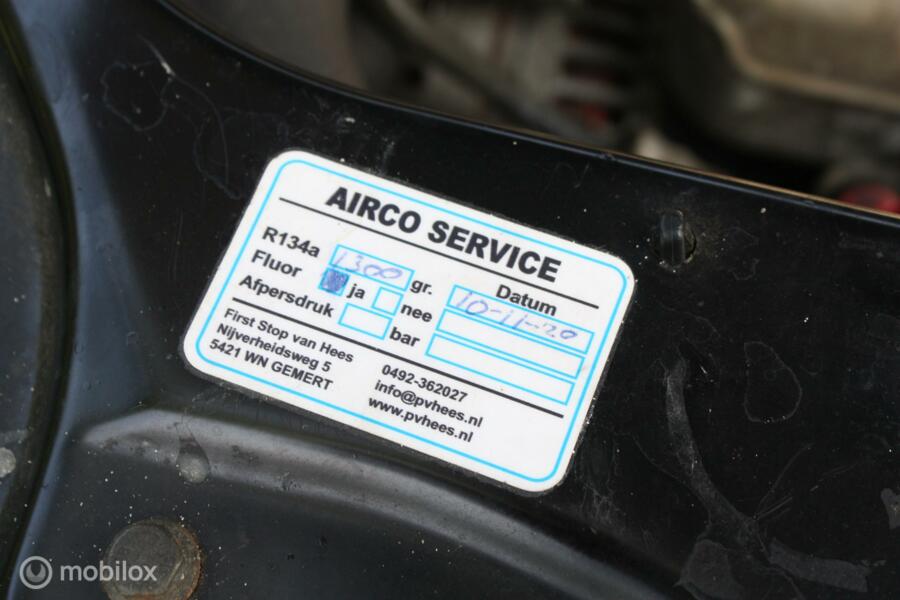 AIRCO SERVICE
R134a 1300 gr. Datum
Fluor ja nee 10-11-20
Afpersdruk bar
First Stop van Hees
Nijverheidsweg 5
5421 WN GEMERT
0492-362027
info@pvhees.nl
www.pvhees.nl
mobilox